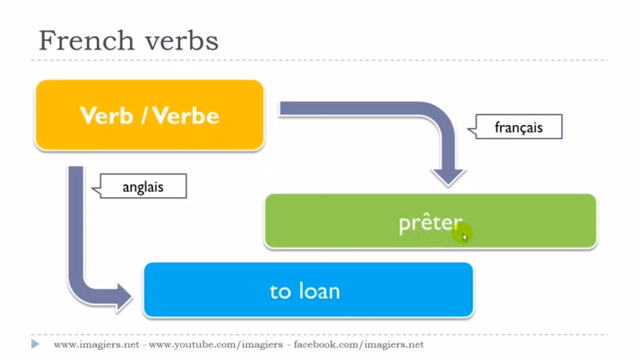 French verbs
Verb / Verbe
français
anglais
prêter
to loan
www.imagiers.net - www.youtube.com/imagiers - facebook.com/imagiers.net